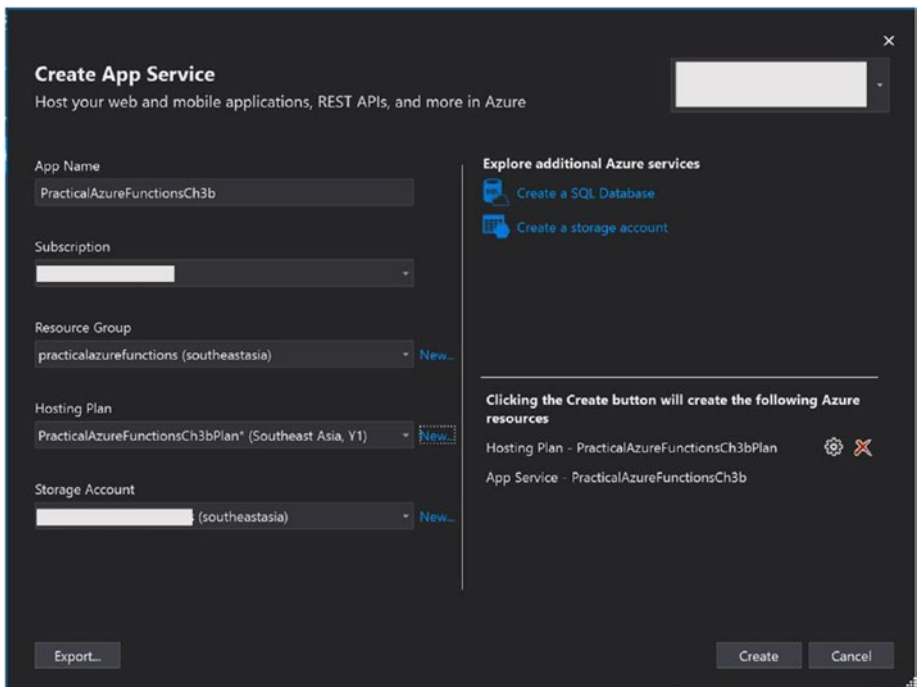 Create App Service
Host your web and mobile applications, REST APIs, and more in Azure
App Name
PracticalAzureFunctionsCh3b
Subscription
Resource Group
practicalazurefunctions (southeastasia)
New...
Hosting Plan
PracticalAzureFunctionsCh3bPlan* (Southeast Asia, Y1)
New...
Storage Account
(southeastasia)
New...
Explore additional Azure services
Create a SQL Database
Create a storage account
Clicking the Create button will create the following Azure
resources
Hosting Plan - PracticalAzureFunctionsCh3bPlan
App Service - PracticalAzureFunctionsCh3b
Export...
Create
Cancel